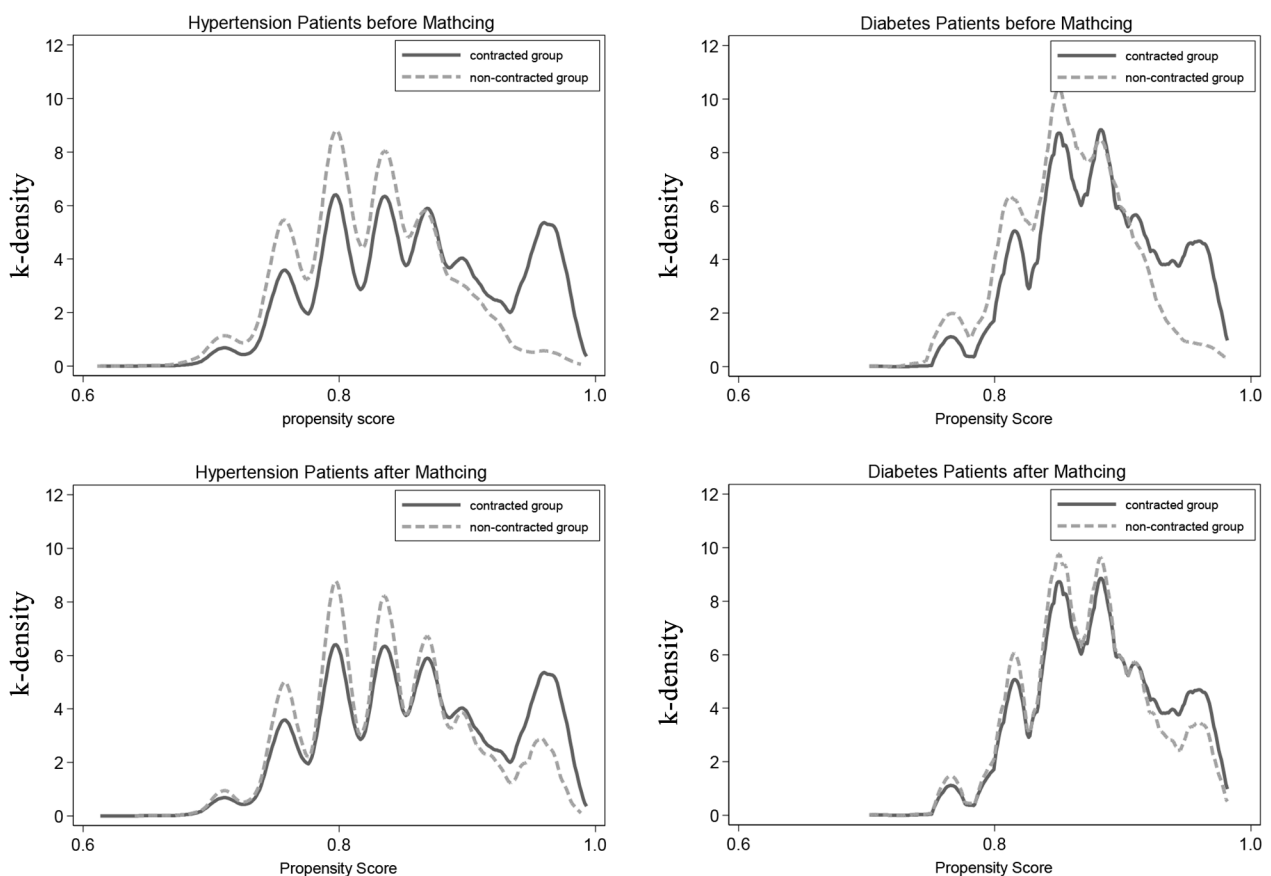 Hypertension Patients before Mathcing
12
10
8
6
4
2
0
k-density
contracted group
non-contracted group
0.6 0.8 1.0
propensity score
Diabetes Patients before Mathcing
12
10
8
6
4
2
0
k-density
contracted group
non-contracted group
0.6 0.8 1.0
Propensity Score
Hypertension Patients after Mathcing
12
10
8
6
4
2
0
k-density
contracted group
non-contracted group
0.6 0.8 1.0
Propensity Score
Diabetes Patients after Mathcing
12
10
8
6
4
2
0
k-density
contracted group
non-contracted group
0.6 0.8 1.0
Propensity Score